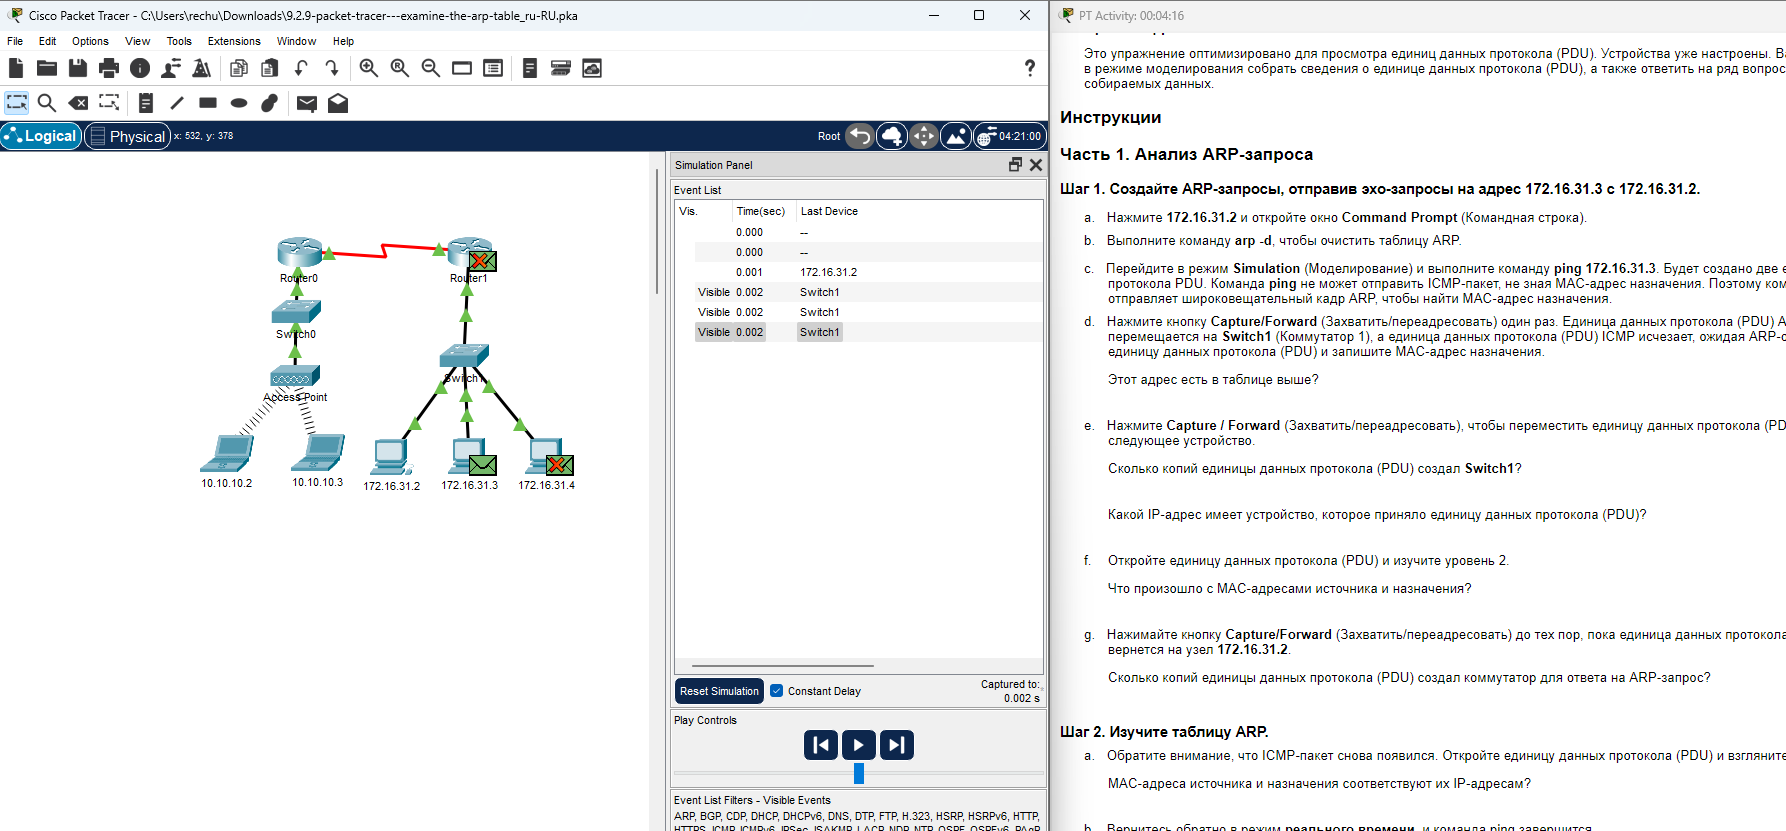 Cisco Packet Tracer - C:\Users\rechu\Downloads\9.2.9-packet-tracer---examine-the-arp-table_ru-RU.pka
File Edit Options View Tools Extensions Window Help
Logical Physical x: 532, y: 378 Root 04:21:00
Router0
Router1
Switch0
Switch1
Access Point
10.10.10.2
10.10.10.3
172.16.31.2
172.16.31.3
172.16.31.4
Simulation Panel
Event List
Vis. Time(sec) Last Device
0.000 --
0.000 --
0.001 172.16.31.2
Visible 0.002 Switch1
Visible 0.002 Switch1
Visible 0.002 Switch1
Reset Simulation Constant Delay
Captured to:
0.002 s
Play Controls
Event List Filters - Visible Events
ARP, BGP, CDP, DHCP, DHCPv6, DNS, DTP, FTP, H.323, HSRP, HSRPv6, HTTP,
HTTPS, ICMP, ICMPv6, IPSec, ISAKMP, LACP, NDP, NTP, OSPF, OSPFv6, PAgP
PT Activity: 00:04:16
Это упражнение оптимизировано для просмотра единиц данных протокола (PDU). Устройства уже настроены.
в режиме моделирования собрать сведения о единице данных протокола (PDU), а также ответить на ряд
собираемых данных.
Инструкции
Часть 1. Анализ ARP-запроса
Шаг 1. Создайте ARP-запросы, отправив эхо-запросы на адрес 172.16.31.3 с 172.16.31.2.
a. Нажмите 172.16.31.2 и откройте окно Command Prompt (Командная строка).
b. Выполните команду arp -d, чтобы очистить таблицу ARP.
c. Перейдите в режим Simulation (Моделирование) и выполните команду ping 172.16.31.3. Будет создано две
протокола PDU. Команда ping не может отправить ICMP-пакет, не зная MAC-адрес назначения. Поэтому
отправляет широковещательный кадр ARP, чтобы найти MAC-адрес назначения.
d. Нажмите кнопку Capture/Forward (Захватить/переадресовать) один раз. Единица данных протокола (PDU)
перемещается на Switch1 (Коммутатор 1), а единица данных протокола (PDU) ICMP исчезает, ожидая
единицу данных протокола (PDU) и запишите MAC-адрес назначения.
Этот адрес есть в таблице выше?
e. Нажмите Capture / Forward (Захватить/переадресовать), чтобы переместить единицу данных протокола
следующее устройство.
Сколько копий единицы данных протокола (PDU) создал Switch1?
Какой IP-адрес имеет устройство, которое приняло единицу данных протокола (PDU)?
f. Откройте единицу данных протокола (PDU) и изучите уровень 2.
Что произошло с MAC-адресами источника и назначения?
g. Нажимайте кнопку Capture/Forward (Захватить/переадресовать) до тех пор, пока единица данных протокола
вернется на узел 172.16.31.2.
Сколько копий единицы данных протокола (PDU) создал коммутатор для ответа на ARP-запрос?
Шаг 2. Изучите таблицу ARP.
a. Обратите внимание, что ICMP-пакет снова появился. Откройте единицу данных протокола (PDU) и
MAC-адреса источника и назначения соответствуют их IP-адресам?
b. Вернитесь обратно в режим реального времени, и команда ping завершится.